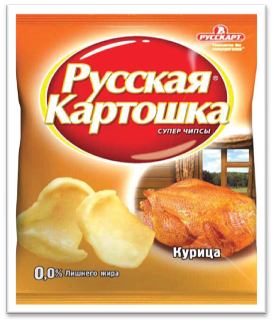 РУССКАРТ
Русская®
Картошка
СУПЕР ЧИПСЫ
Курица
0,0% Лишнего жира